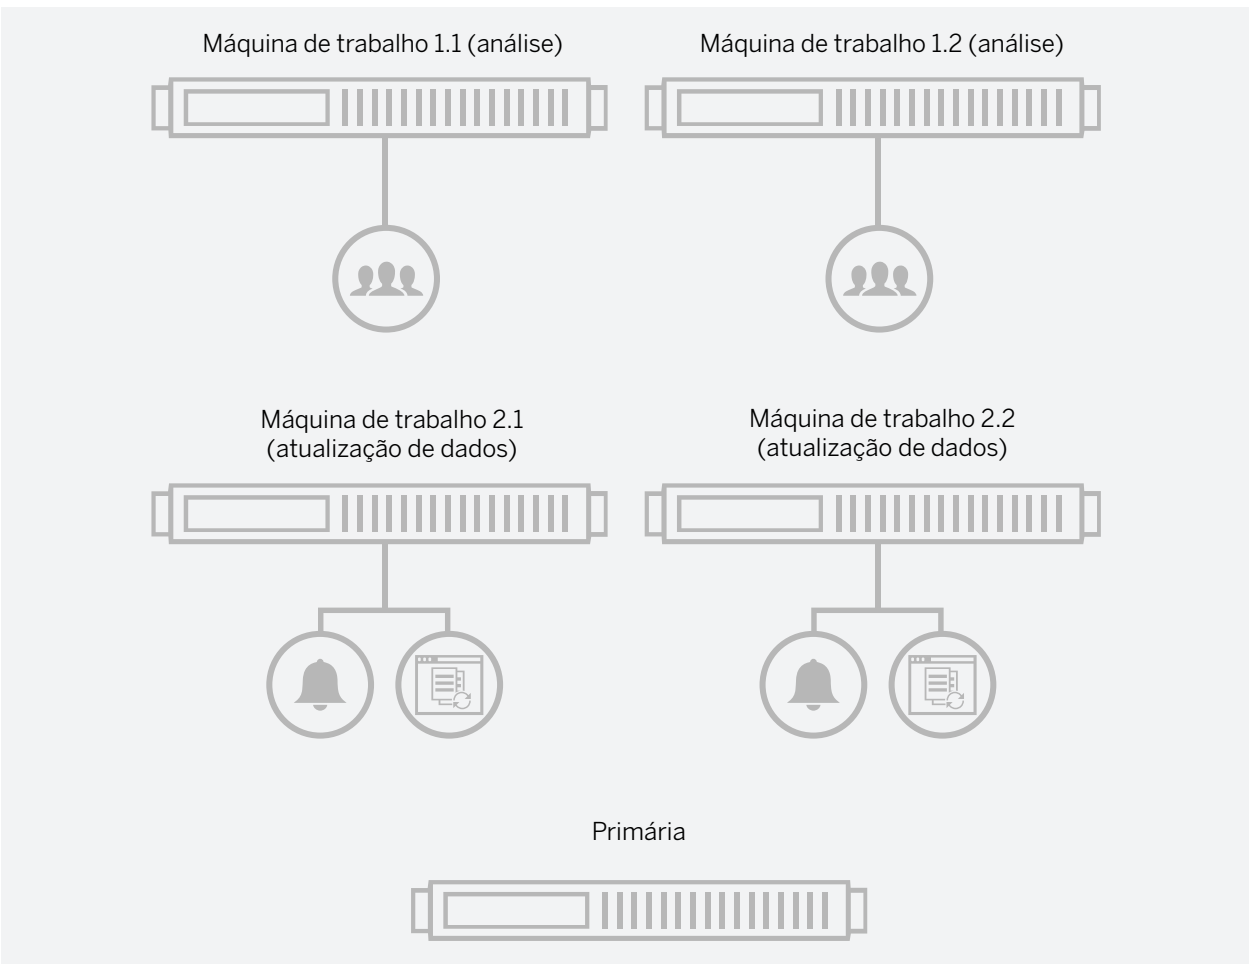 Máquina de trabalho 1.1 (análise)
Máquina de trabalho 1.2 (análise)
Máquina de trabalho 2.1
(atualização de dados)
Máquina de trabalho 2.2
(atualização de dados)
Primária